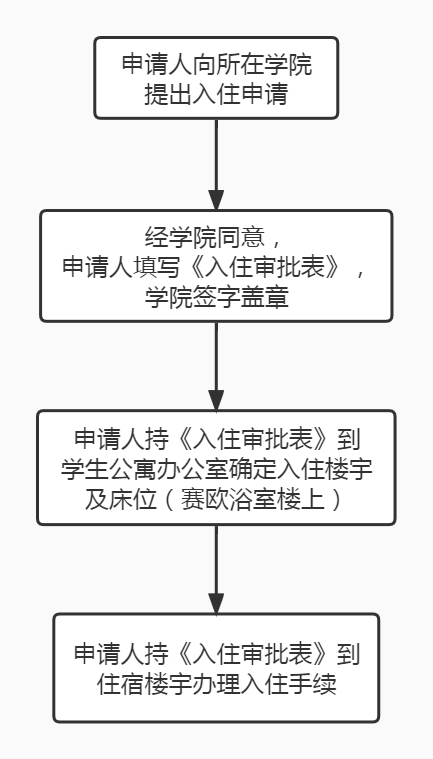 申请人向所在学院
提出入住申请
经学院同意，
申请人填写《入住审批表》，
学院签字盖章
申请人持《入住审批表》到
学生公寓办公室确定入住楼宇
及床位（赛欧浴室楼上）
申请人持《入住审批表》到
住宿楼宇办理入住手续